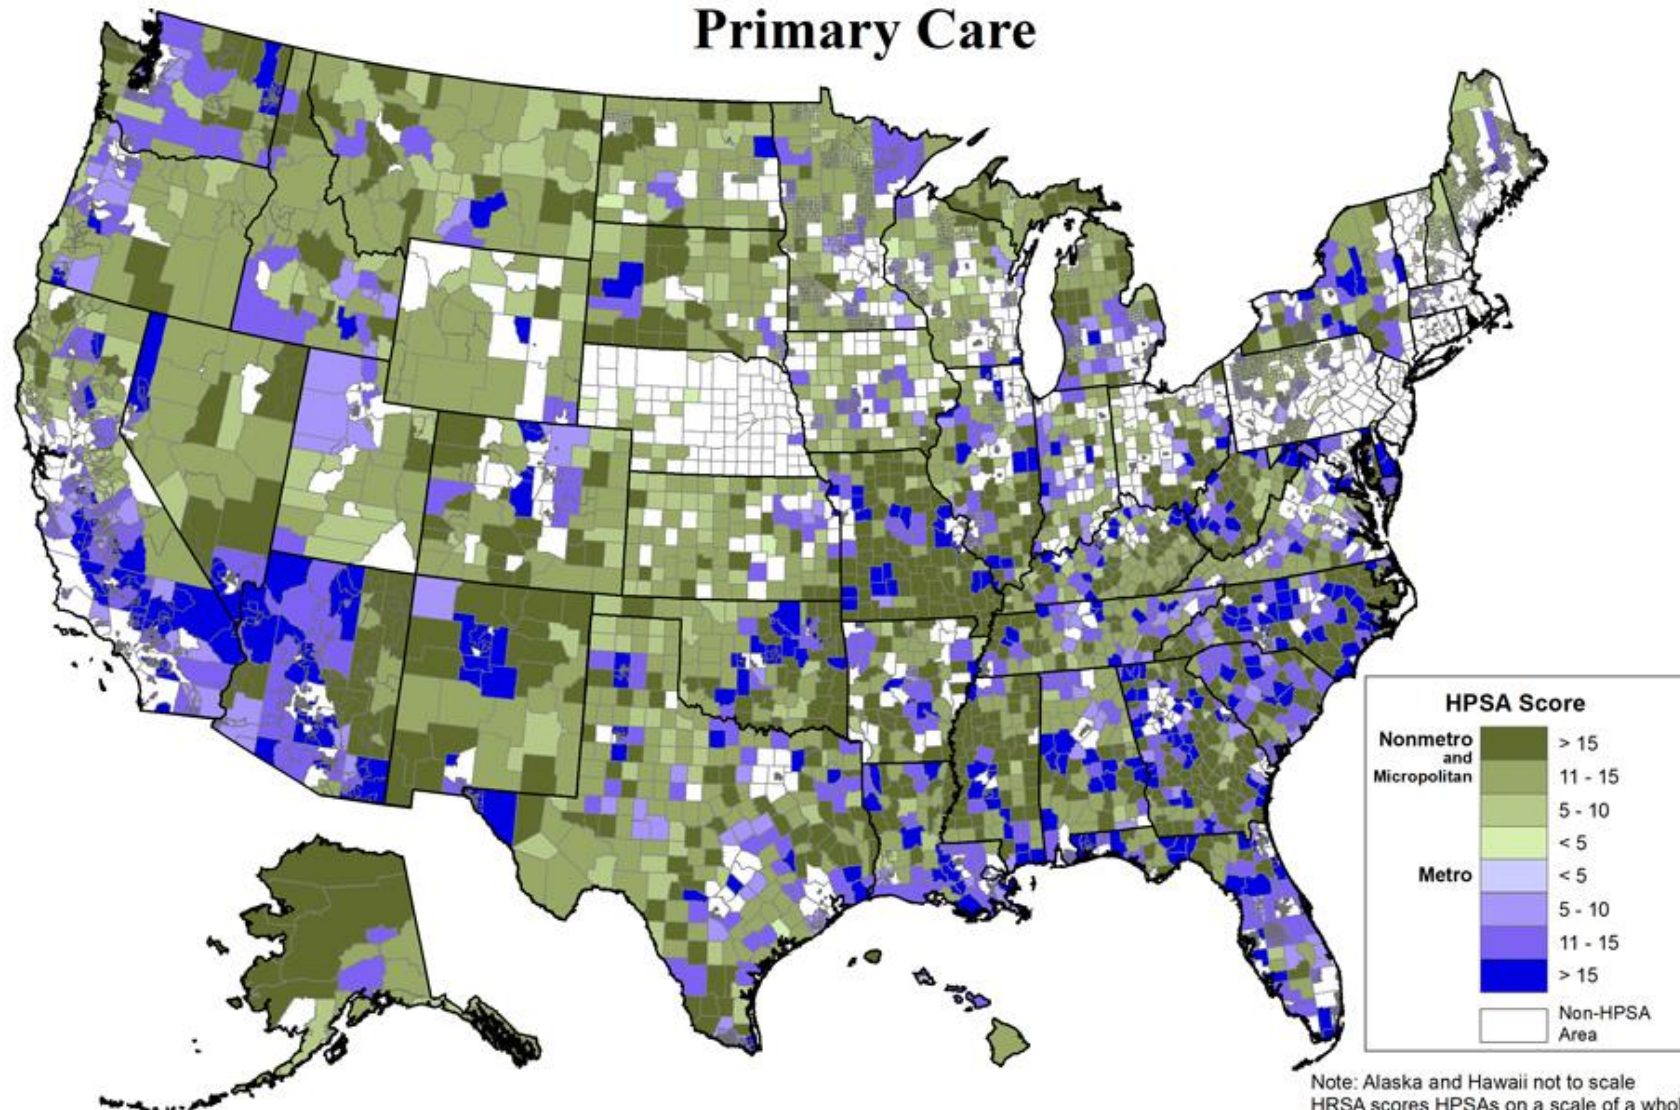 Primary Care
HPSA Score
Nonmetro
and
Micropolitan
> 15
11 - 15
5 - 10
< 5
Metro
< 5
5 - 10
11 - 15
> 15
Non-HPSA
Area
Note: Alaska and Hawaii not to scale
HRSA scores HPSAs on a scale of a